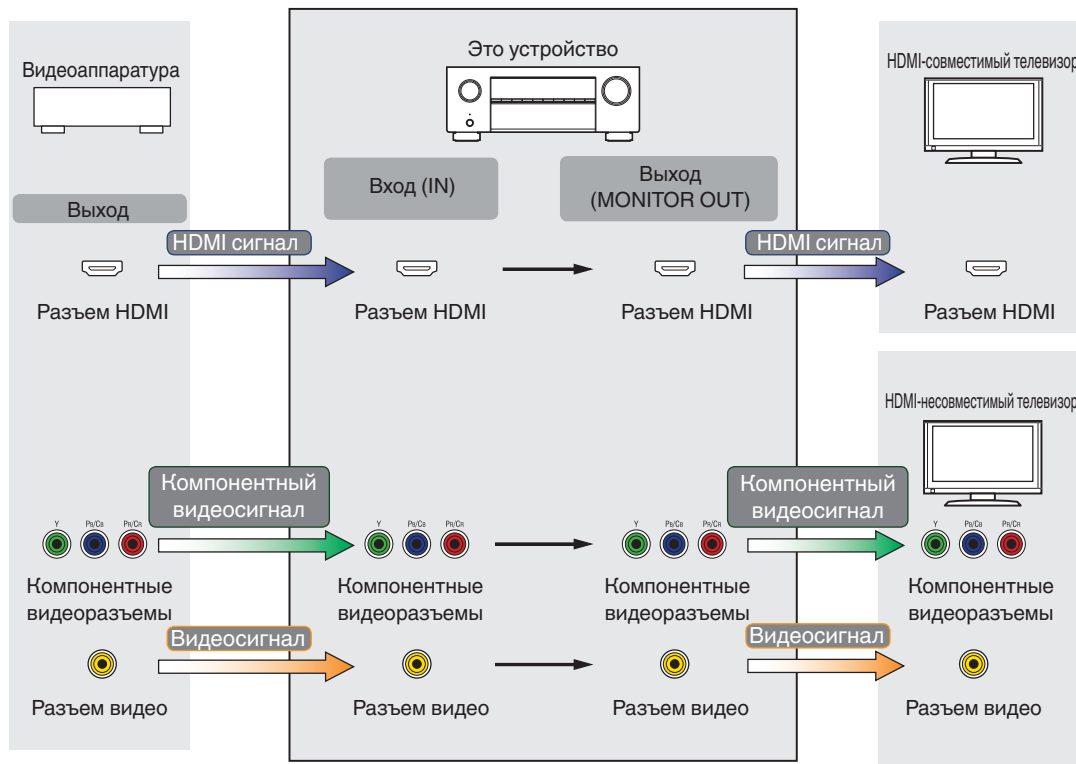 Видеоаппаратура
Это устройство
HDMI-совместимый телевизор
Выход
Вход (IN)
Выход
(MONITOR OUT)
HDMI сигнал
HDMI сигнал
Разъем HDMI
Разъем HDMI
Разъем HDMI
Разъем HDMI
HDMI-несовместимый телевизор
Компонентный
видеосигнал
Компонентный
видеосигнал
Y PB/CB PR/CR
Y PB/CB PR/CR
Y PB/CB PR/CR
Y PB/CB PR/CR
Компонентные
видеоразъемы
Компонентные
видеоразъемы
Компонентные
видеоразъемы
Компонентные
видеоразъемы
Видеосигнал
Видеосигнал
Разъем видео
Разъем видео
Разъем видео
Разъем видео